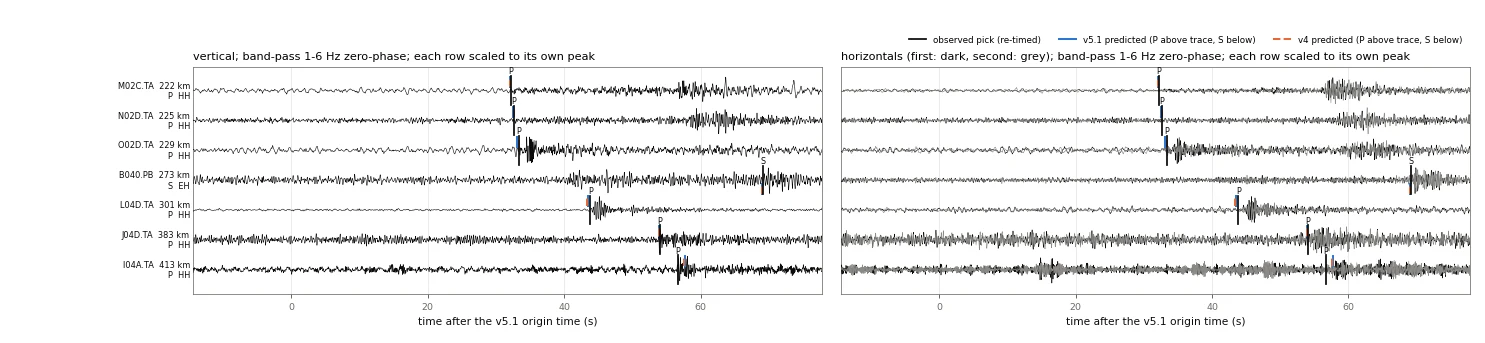 observed pick (re-timed)
v5.1 predicted (P above trace, S below)
v4 predicted (P above trace, S below)
vertical; band-pass 1-6 Hz zero-phase; each row scaled to its own peak
horizontals (first: dark, second: grey); band-pass 1-6 Hz zero-phase; each row scaled to its own peak
M02C.TA 222 km
P HH
N02D.TA 225 km
P HH
O02D.TA 229 km
P HH
B040.PB 273 km
S EH
L04D.TA 301 km
P HH
J04D.TA 383 km
P HH
I04A.TA 413 km
P HH
P
P
P
S
P
P
P
P
P
P
S
P
P
P
0 20 40 60
0 20 40 60
time after the v5.1 origin time (s)
time after the v5.1 origin time (s)